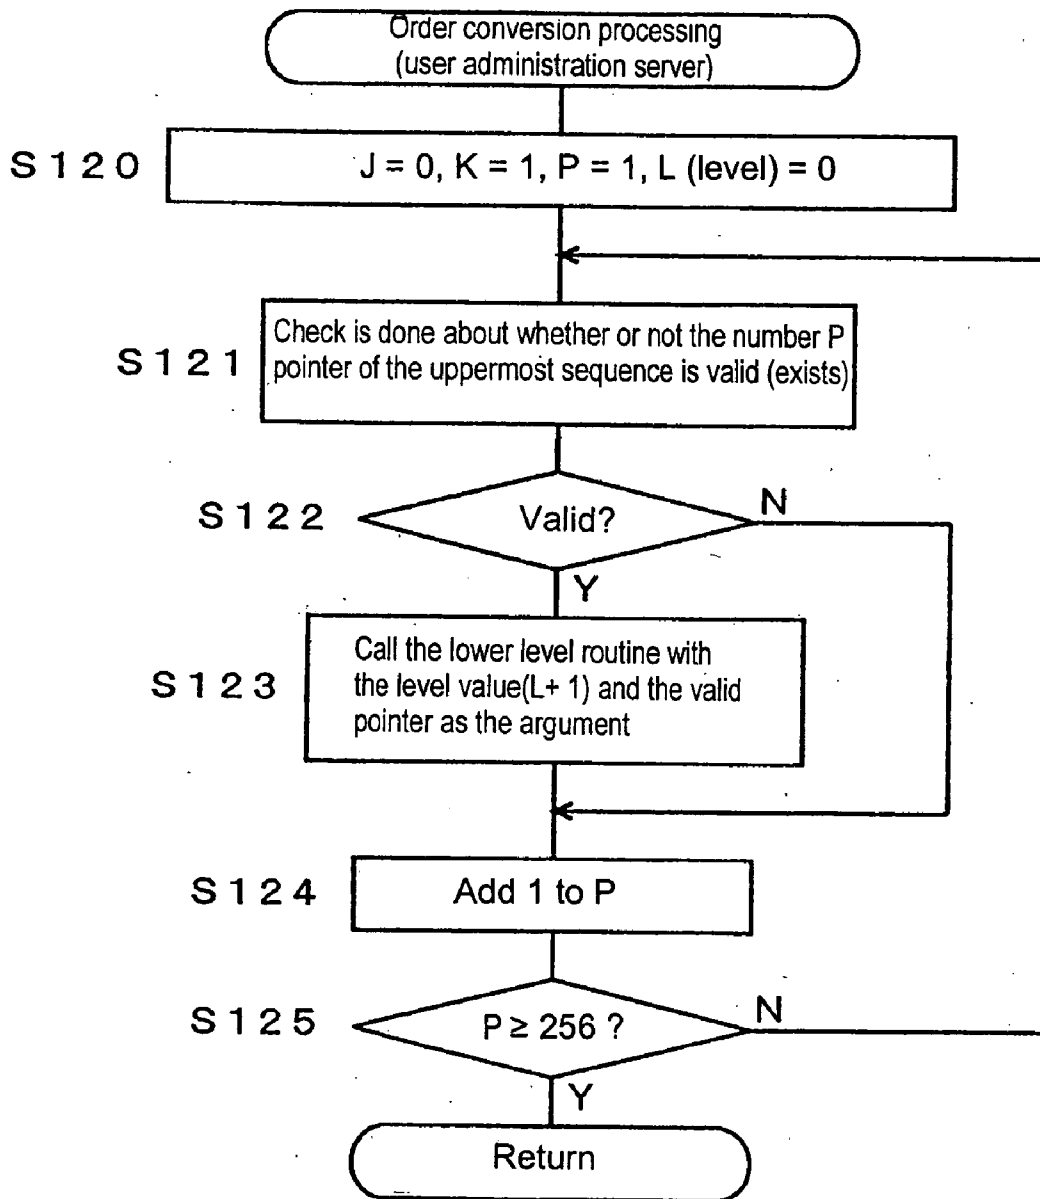 Order conversion processing
(user administration server)
S120
J = 0, K = 1, P = 1, L (level) = 0
S121
Check is done about whether or not the number P
pointer of the uppermost sequence is valid (exists)
S122
Valid?
N
Y
S123
Call the lower level routine with
the level value(L+ 1) and the valid
pointer as the argument
S124
Add 1 to P
S125
P ≥ 256 ?
N
Y
Return